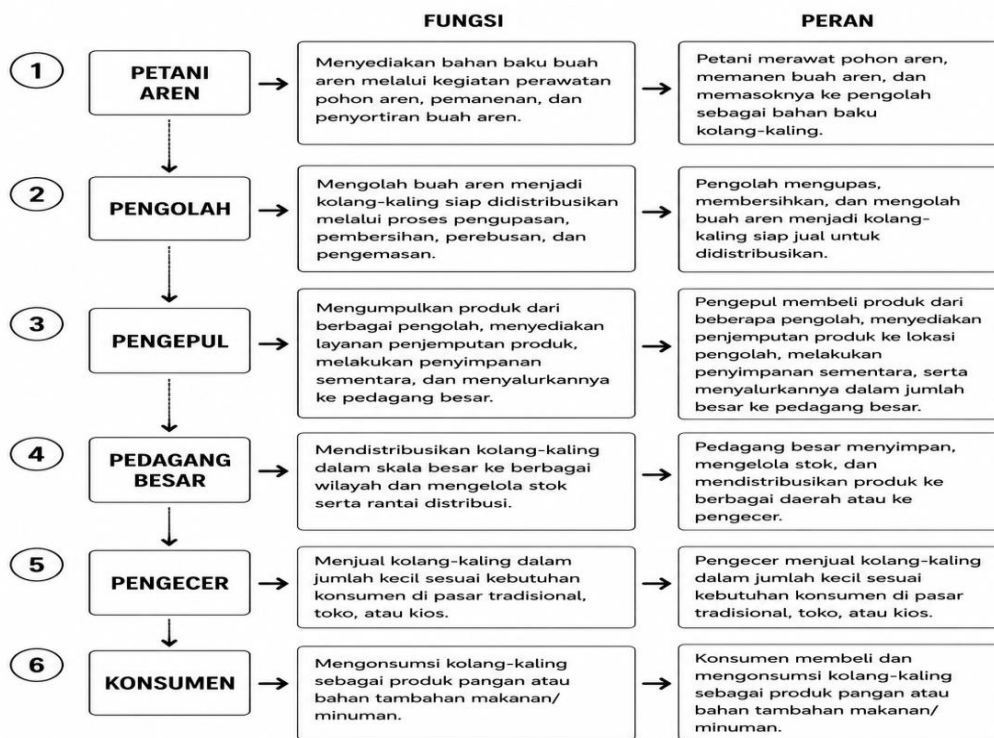 FUNGSI
PERAN
1
PETANI
AREN
Menyediakan bahan baku buah
aren melalui kegiatan perawatan
pohon aren, pemanenan, dan
penyortiran buah aren.
Petani merawat pohon aren,
memanen buah aren, dan
memasoknya ke pengolah
sebagai bahan baku
kolang-kaling.
2
PENGOLAH
Mengolah buah aren menjadi
kolang-kaling siap didistribusikan
melalui proses pengupasan,
pembersihan, perebusan, dan
pengemasan.
Pengolah mengupas,
membersihkan, dan mengolah
buah aren menjadi kolang-
kaling siap jual untuk
didistribusikan.
3
PENGEPUL
Mengumpulkan produk dari
berbagai pengolah, menyediakan
layanan penjemputan produk,
melakukan penyimpanan
sementara, dan menyalurkannya
ke pedagang besar.
Pengepul membeli produk dari
beberapa pengolah, menyediakan
penjemputan produk ke lokasi
pengolah, melakukan
penyimpanan sementara, serta
menyalurkannya dalam jumlah
besar ke pedagang besar.
4
PEDAGANG
BESAR
Mendistribusikan kolang-kaling
dalam skala besar ke berbagai
wilayah dan mengelola stok
serta rantai distribusi.
Pedagang besar menyimpan,
mengelola stok, dan
mendistribusikan produk ke
berbagai daerah atau ke
pengecer.
5
PENGECER
Menjual kolang-kaling dalam
jumlah kecil sesuai kebutuhan
konsumen di pasar tradisional,
toko, atau kios.
Pengecer menjual kolang-kaling
dalam jumlah kecil sesuai
kebutuhan konsumen di pasar
tradisional, toko, atau kios.
6
KONSUMEN
Mengonsumsi kolang-kaling
sebagai produk pangan atau
bahan tambahan makanan/
minuman.
Konsumen membeli dan
mengonsumsi kolang-kaling
sebagai produk pangan atau
bahan tambahan makanan/
minuman.